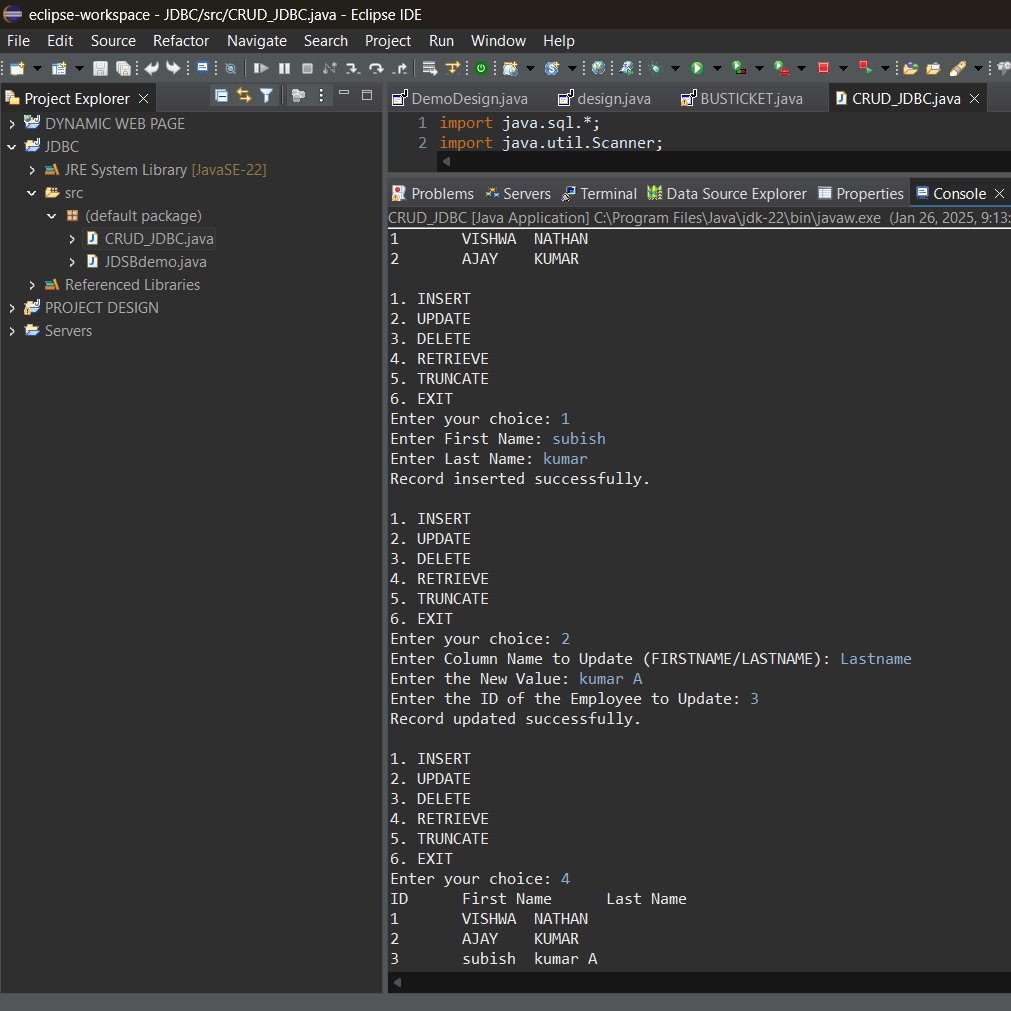 eclipse-workspace - JDBC/src/CRUD_JDBC.java - Eclipse IDE
File Edit Source Refactor Navigate Search Project Run Window Help
Project Explorer
DYNAMIC WEB PAGE
JDBC
JRE System Library [JavaSE-22]
src
(default package)
CRUD_JDBC.java
JDSBdemo.java
Referenced Libraries
PROJECT DESIGN
Servers
DemoDesign.java design.java BUSTICKET.java CRUD_JDBC.java
1 import java.sql.*;
2 import java.util.Scanner;
Problems Servers Terminal Data Source Explorer Properties Console
CRUD_JDBC [Java Application] C:\Program Files\Java\jdk-22\bin\javaw.exe (Jan 26, 2025, 9:13:
1 VISHWA NATHAN
2 AJAY KUMAR
1. INSERT
2. UPDATE
3. DELETE
4. RETRIEVE
5. TRUNCATE
6. EXIT
Enter your choice: 1
Enter First Name: subish
Enter Last Name: kumar
Record inserted successfully.
1. INSERT
2. UPDATE
3. DELETE
4. RETRIEVE
5. TRUNCATE
6. EXIT
Enter your choice: 2
Enter Column Name to Update (FIRSTNAME/LASTNAME): Lastname
Enter the New Value: kumar A
Enter the ID of the Employee to Update: 3
Record updated successfully.
1. INSERT
2. UPDATE
3. DELETE
4. RETRIEVE
5. TRUNCATE
6. EXIT
Enter your choice: 4
ID First Name Last Name
1 VISHWA NATHAN
2 AJAY KUMAR
3 subish kumar A